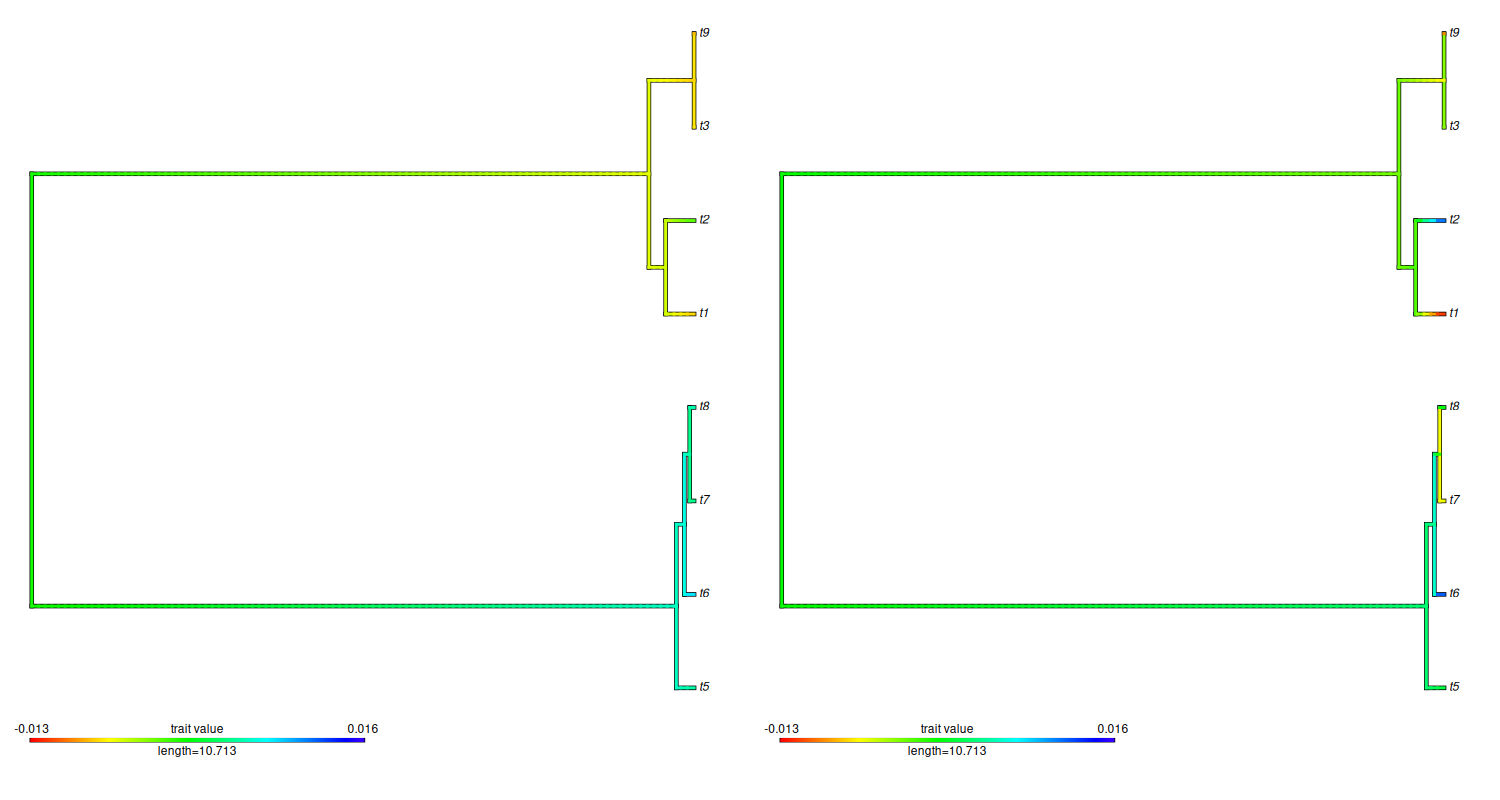 t9
t3
t2
t1
t8
t7
t6
t5
-0.013 trait value 0.016
length=10.713
t9
t3
t2
t1
t8
t7
t6
t5
-0.013 trait value 0.016
length=10.713